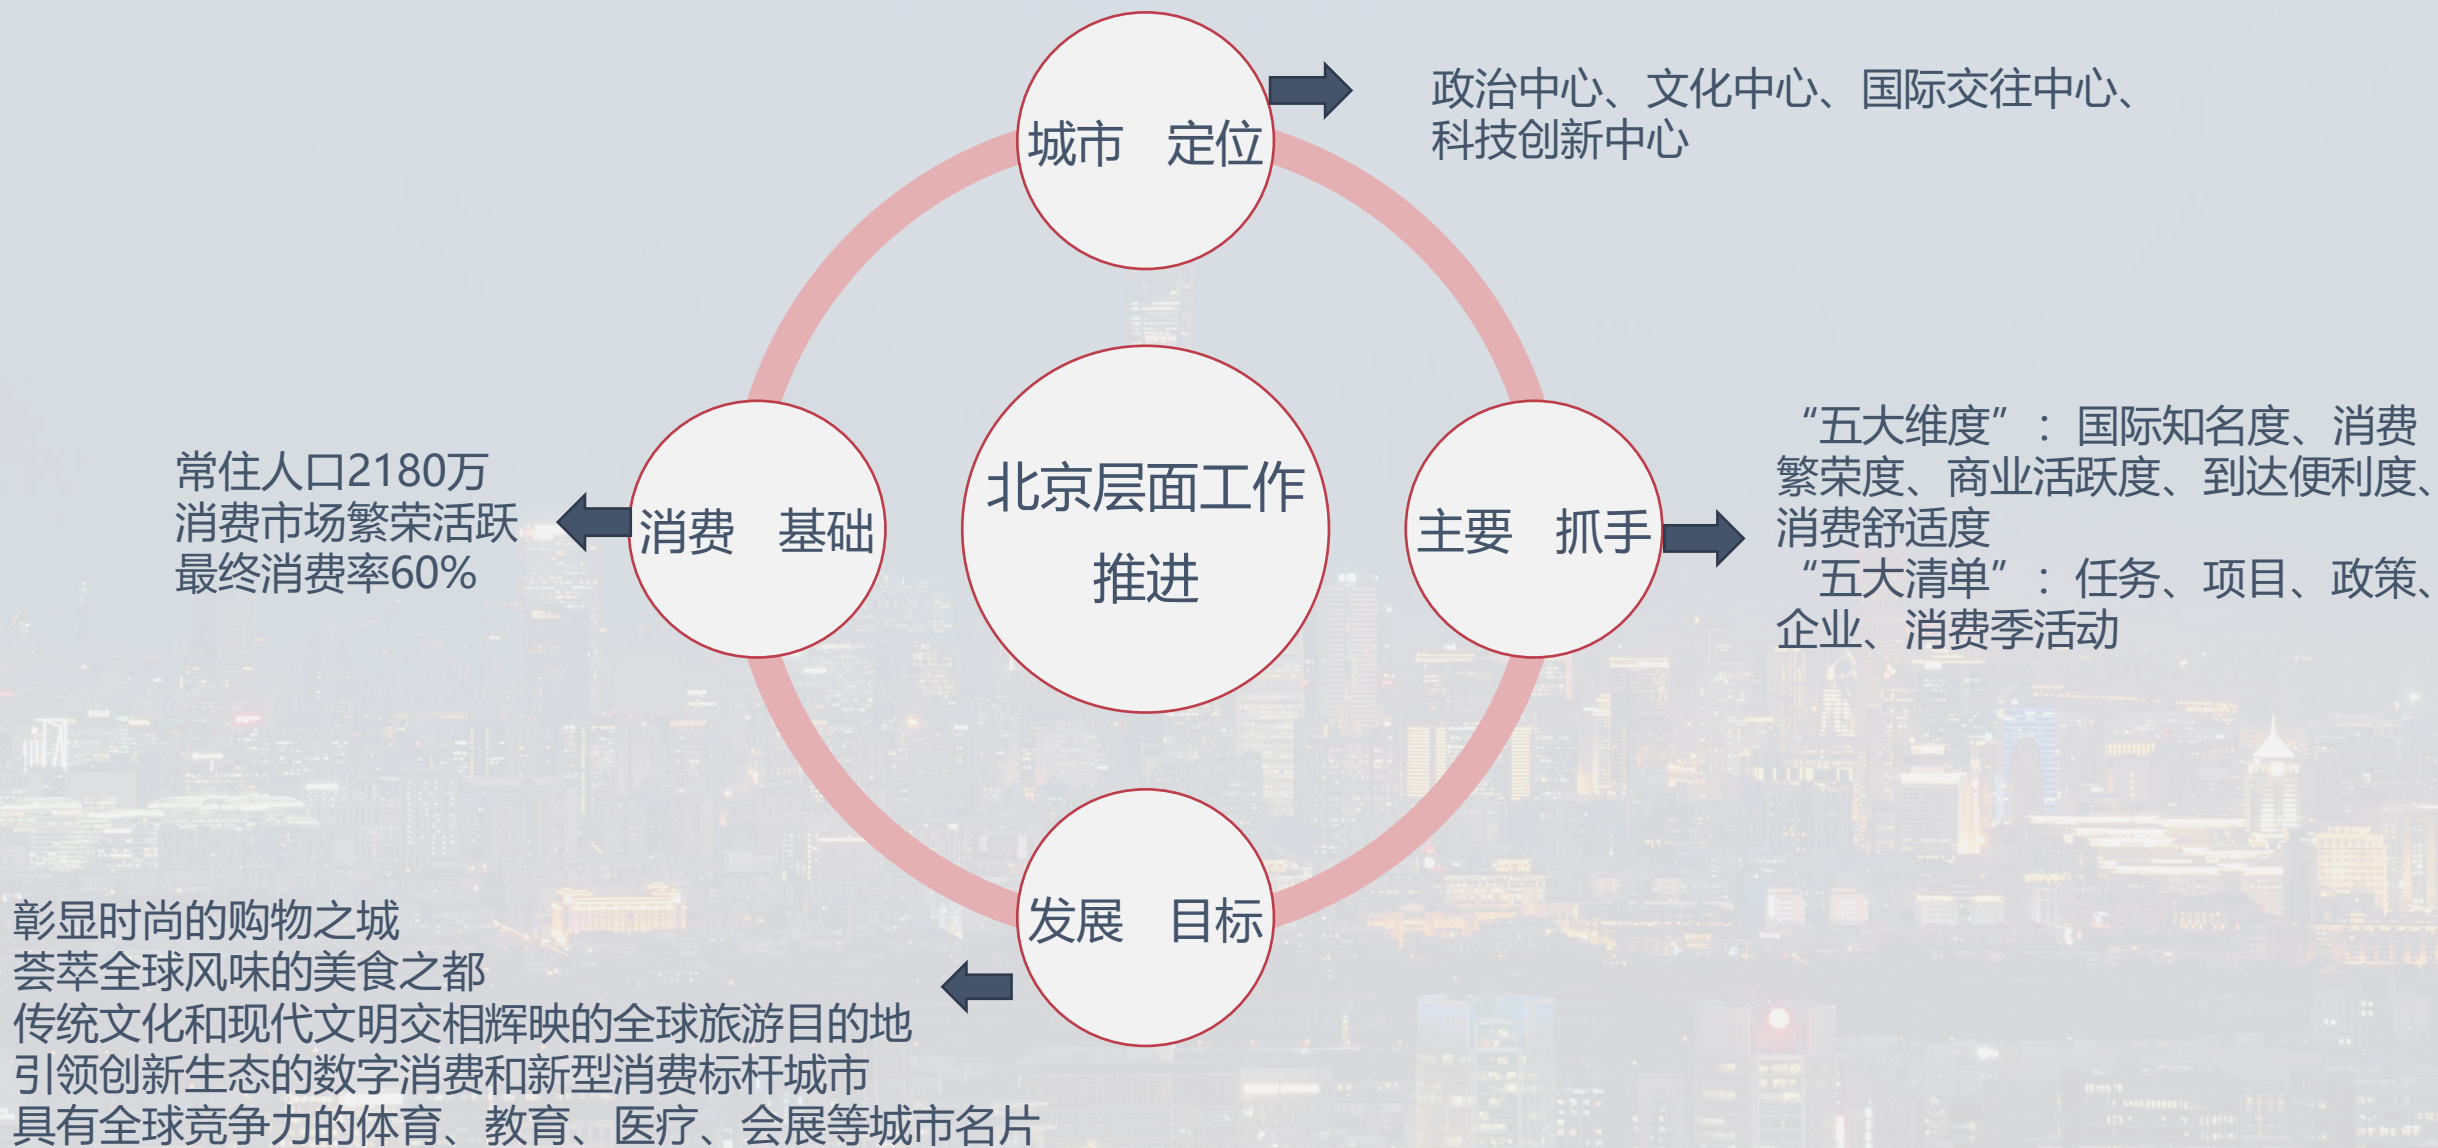 城市 定位
政治中心、文化中心、国际交往中心、
科技创新中心
北京层面工作
推进
主要 抓手
“五大维度”：国际知名度、消费
繁荣度、商业活跃度、到达便利度、
消费舒适度
“五大清单”：任务、项目、政策、
企业、消费季活动
消费 基础
常住人口2180万
消费市场繁荣活跃
最终消费率60%
发展 目标
彰显时尚的购物之城
荟萃全球风味的美食之都
传统文化和现代文明交相辉映的全球旅游目的地
引领创新生态的数字消费和新型消费标杆城市
具有全球竞争力的体育、教育、医疗、会展等城市名片